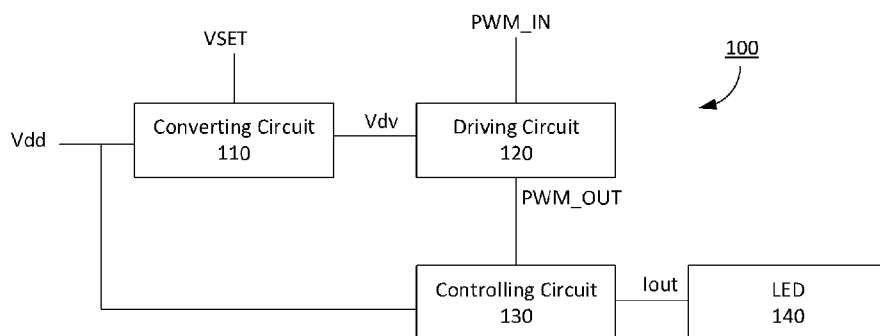 PWM_IN
VSET
100
Converting Circuit
110
Vdv
Driving Circuit
120
Vdd
PWM_OUT
Controlling Circuit
130
Iout
LED
140